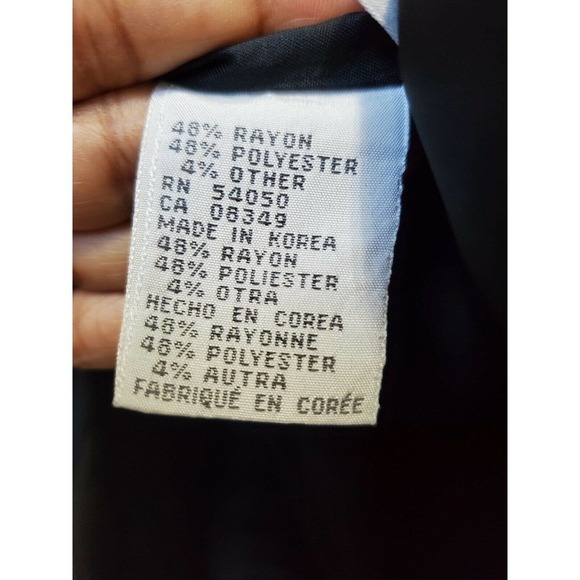 48% RAYON
48% POLYESTER
4% OTHER
RN 54050
CA 08349
MADE IN KOREA
48% RAYON
48% POLIESTER
4% OTRA
HECHO EN COREA
48% RAYONNE
48% POLYESTER
4% AUTRA
FABRIQUÉ EN CORÉE